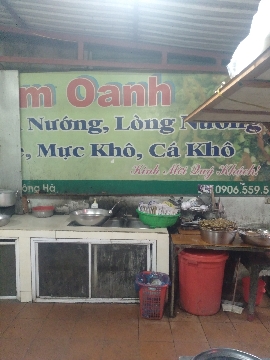 m Oanh
Nướng, Lòng Nướng
, Mực Khô, Cá Khô
Kính Mời Quý Khách!
ông Hà
0906.559.5